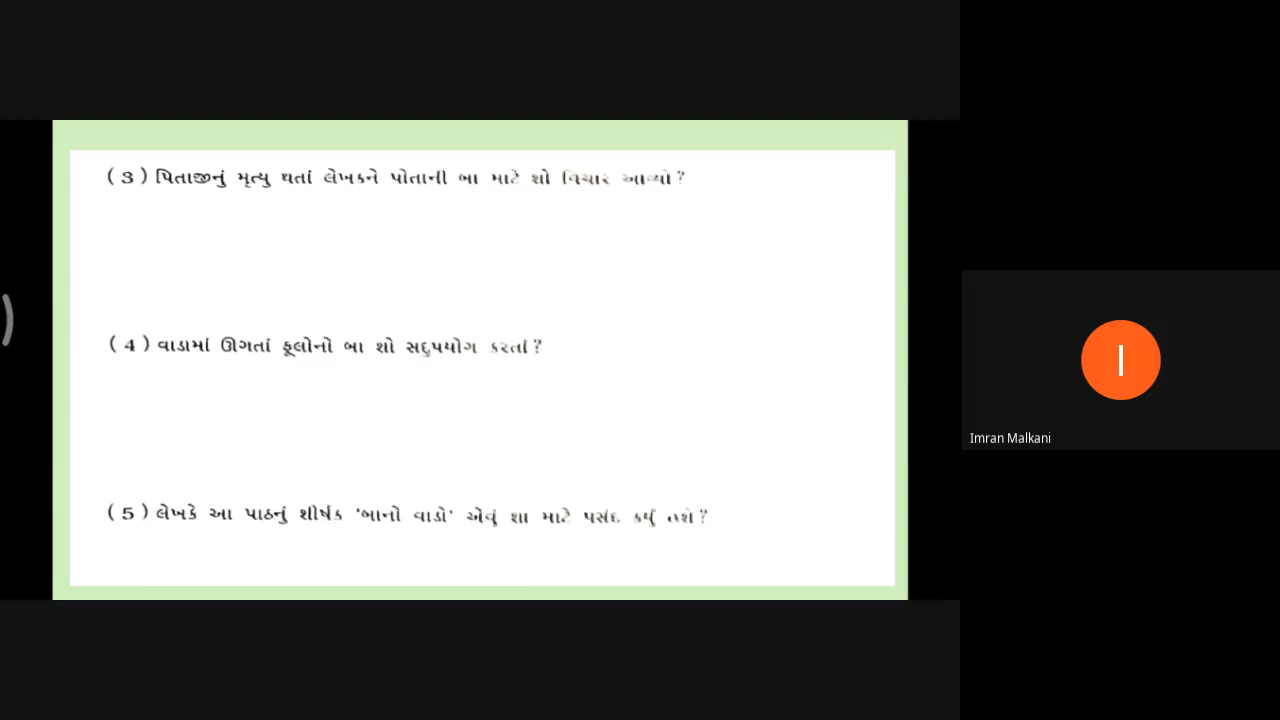 ( 3 ) પિતાજીનું મૃત્યુ થતાં લેખકને પોતાની બા માટે શો વિચાર આવ્યો ?
( 4 ) વાડામાં ઊગતાં ફૂલોનો બા શો સદુપયોગ કરતાં ?
( 5 ) લેખકે આ પાઠનું શીર્ષક 'બાનો વાડો' એવું શા માટે પસંદ કર્યું હશે ?
I
Imran Malkani